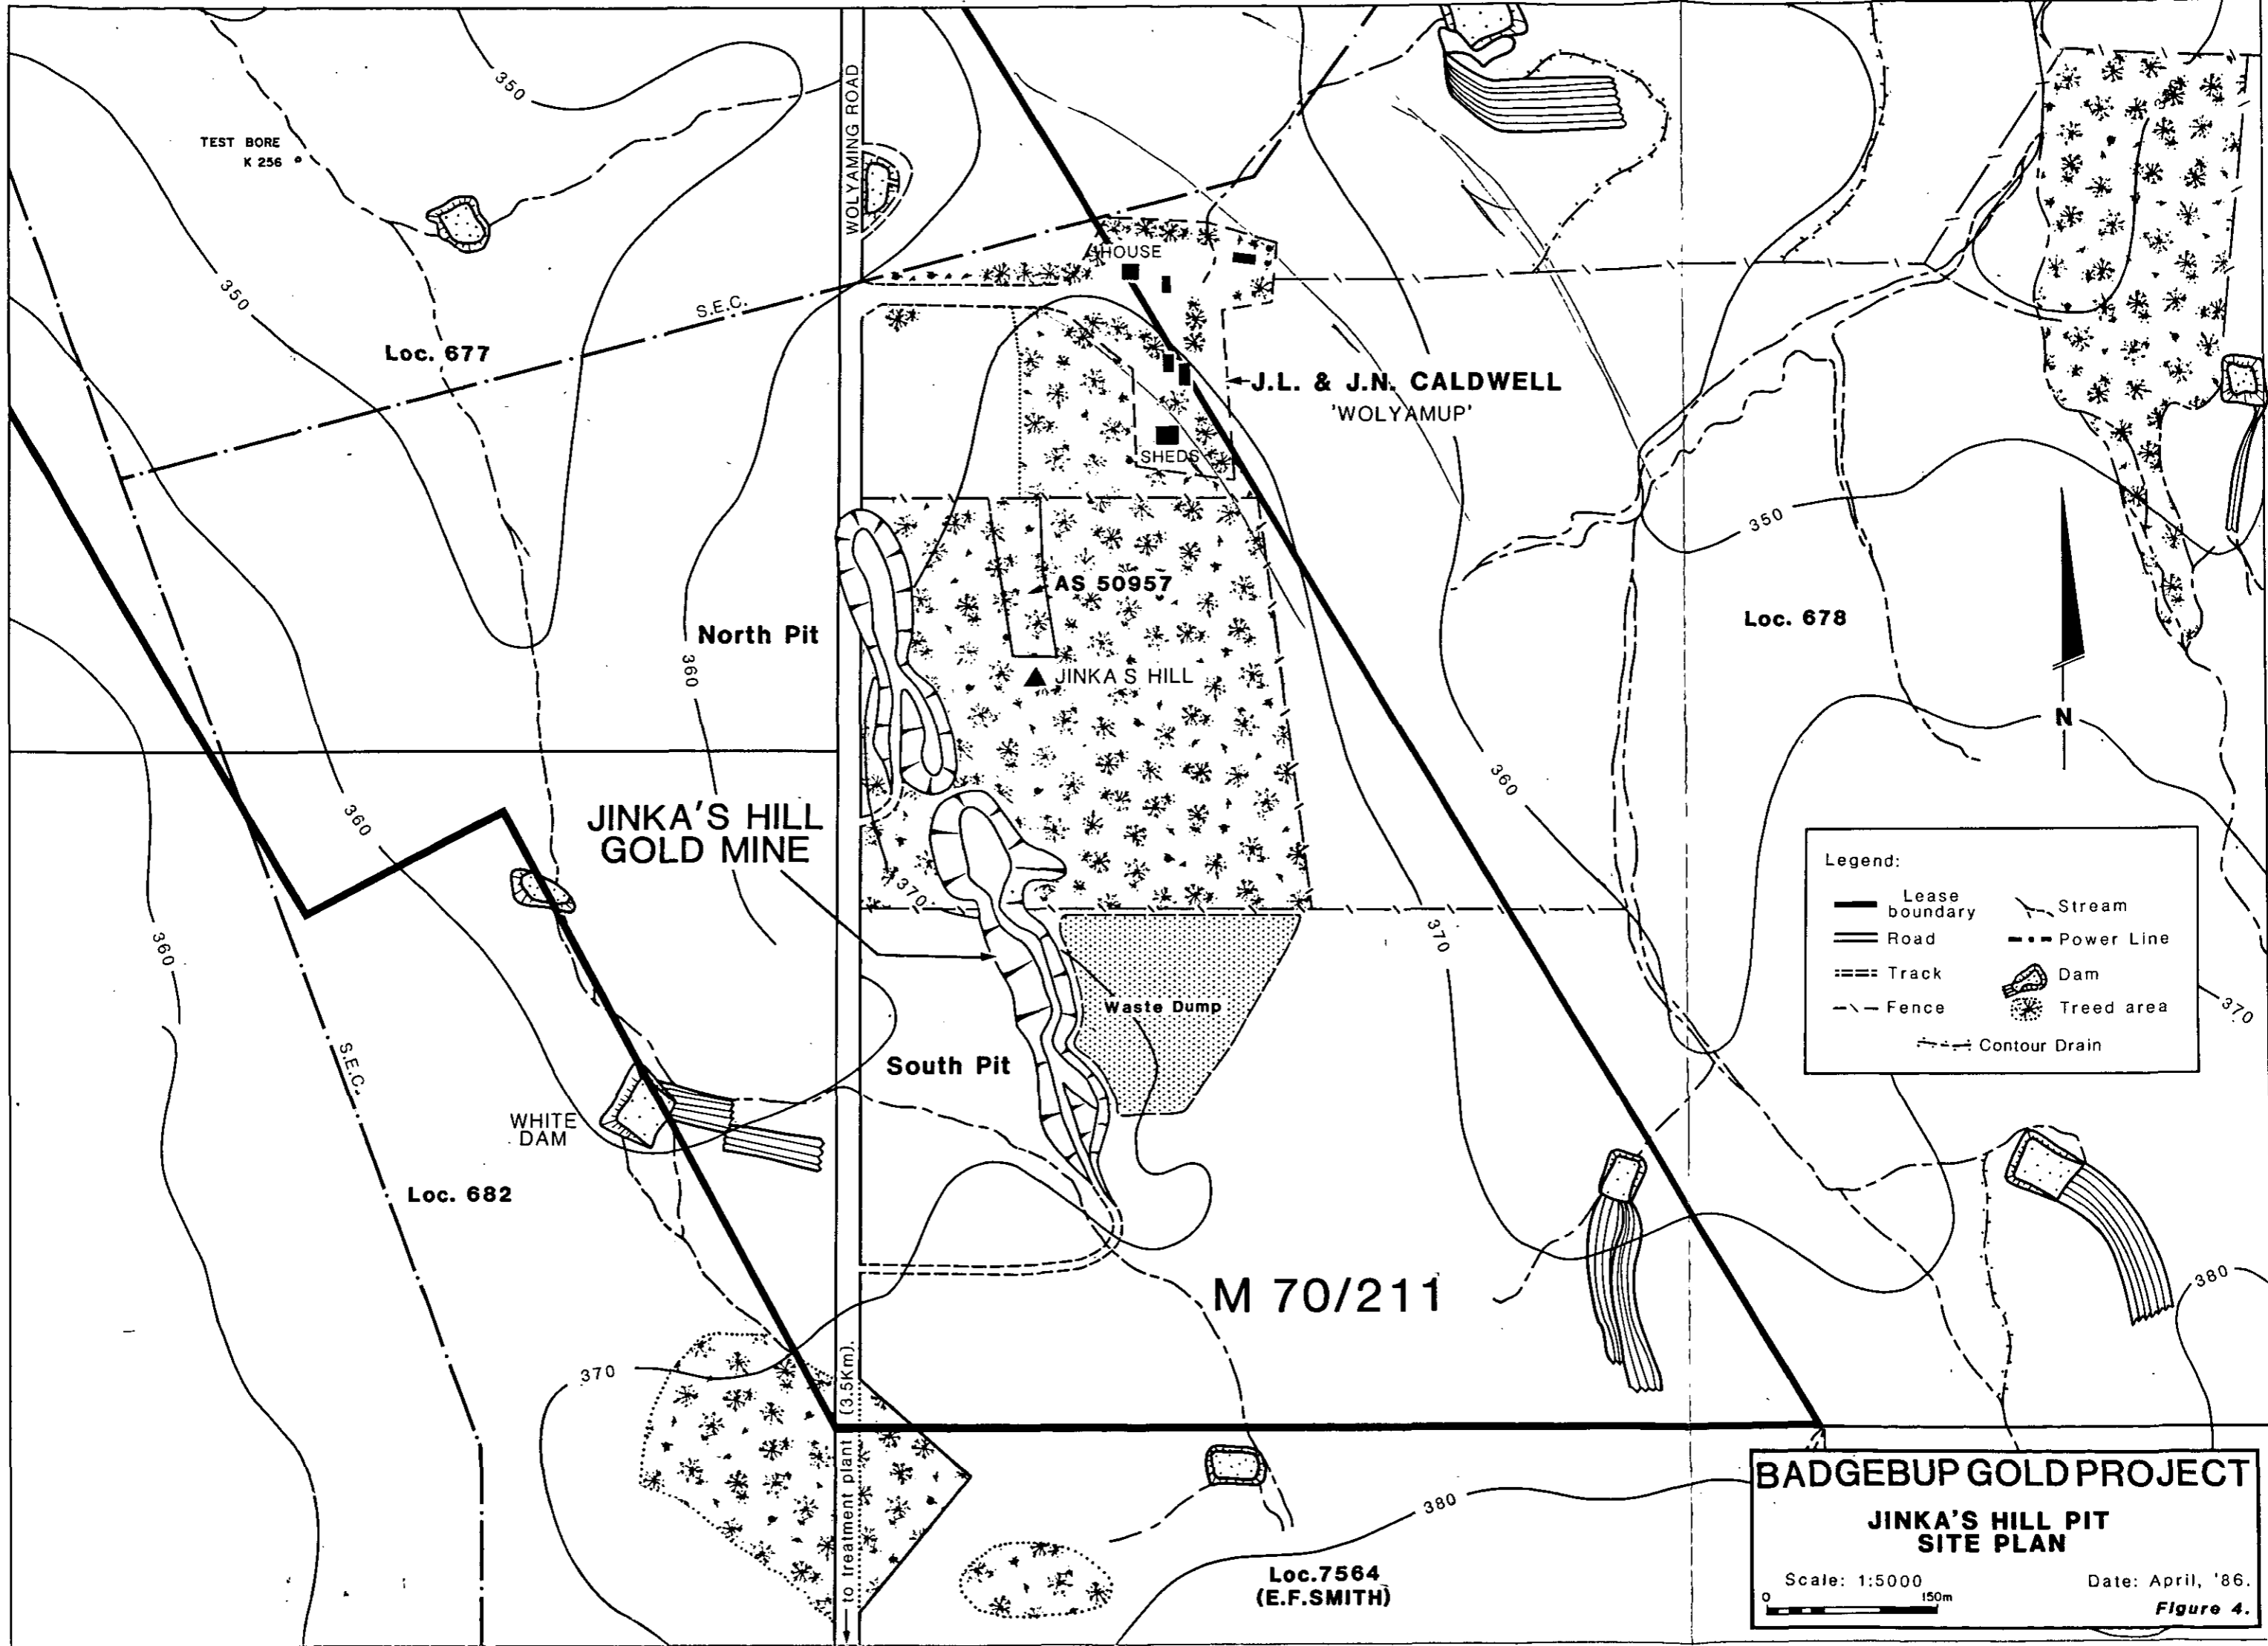 350
TEST BORE
K 256
WOLYAMING ROAD
350
S.E.C.
Loc. 677
HOUSE
J.L. & J.N. CALDWELL
'WOLYAMUP'
SHEDS
350
AS 50957
North Pit
360
JINKA S HILL
Loc. 678
N
360
360
JINKA'S HILL
GOLD MINE
370
360
370
Waste Dump
S.E.C.
South Pit
WHITE
DAM
Loc. 682
Legend:
Lease
boundary
Stream
Road
Power Line
Track
Dam
Fence
Treed area
Contour Drain
370
M 70/211
380
370
to treatment plant (3.5Km).
380
Loc.7564
(E.F.SMITH)
BADGEBUP GOLD PROJECT
JINKA'S HILL PIT
SITE PLAN
Scale: 1:5000
Date: April, '86.
0 150m
Figure 4.